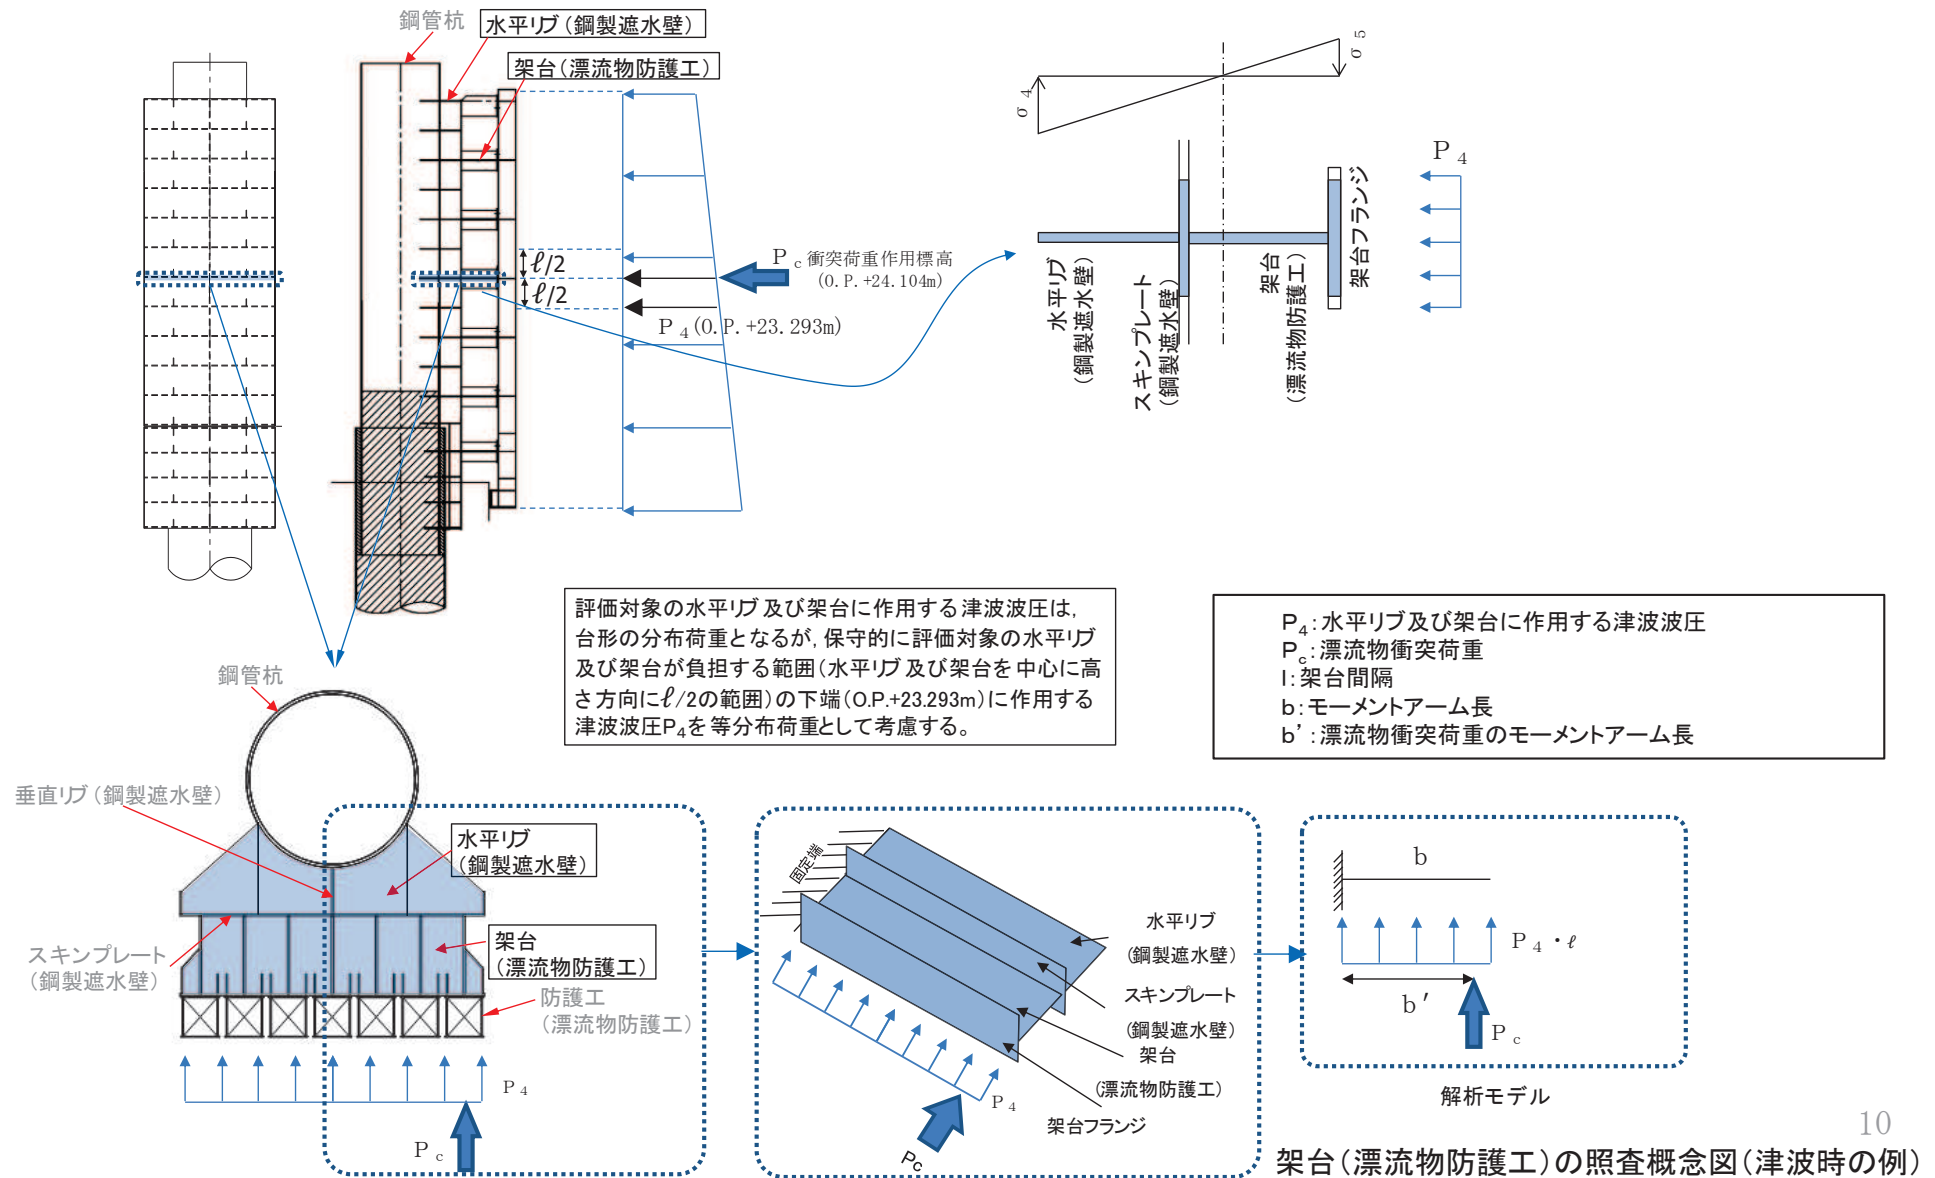 鋼管杭
水平リブ(鋼製遮水壁)
架台(漂流物防護工)
ℓ/2
ℓ/2
Pc 衝突荷重作用標高
(O.P.+24.104m)
P4(O.P.+23.293m)
σ4
σ5
P4
水平リブ
(鋼製遮水壁)
スキンプレート
(鋼製遮水壁)
架台
(漂流物防護工)
架台フランジ
評価対象の水平リブ及び架台に作用する津波波圧は,
台形の分布荷重となるが,保守的に評価対象の水平リブ
及び架台が負担する範囲(水平リブ及び架台を中心に高
さ方向にℓ/2の範囲)の下端(O.P.+23.293m)に作用する
津波波圧P4を等分布荷重として考慮する。
P4:水平リブ及び架台に作用する津波波圧
Pc:漂流物衝突荷重
l:架台間隔
b:モーメントアーム長
b':漂流物衝突荷重のモーメントアーム長
鋼管杭
垂直リブ(鋼製遮水壁)
水平リブ
(鋼製遮水壁)
スキンプレート
(鋼製遮水壁)
架台
(漂流物防護工)
防護工
(漂流物防護工)
P4
Pc
固定端
水平リブ
(鋼製遮水壁)
スキンプレート
(鋼製遮水壁)
架台
(漂流物防護工)
架台フランジ
P4
Pc
b
P4・ℓ
b'
Pc
解析モデル
10
架台(漂流物防護工)の照査概念図(津波時の例)